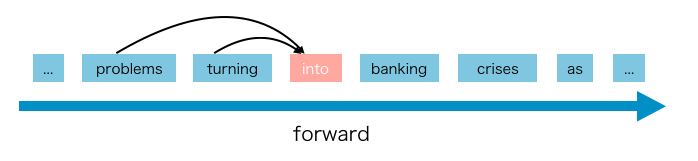 ... problems turning into banking crises as ...
forward